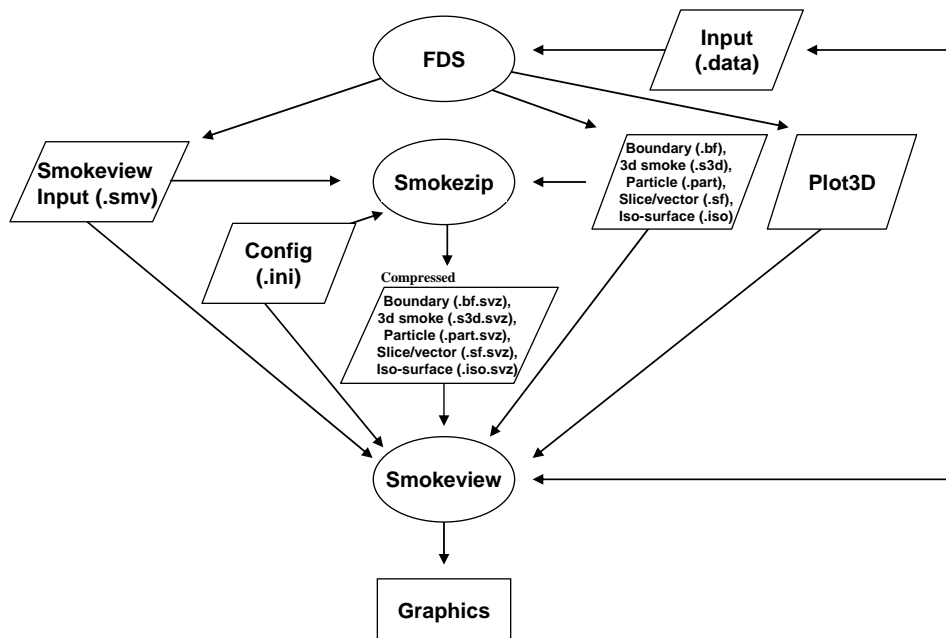 FDS
Input
(.data)
Smokeview
Input (.smv)
Smokezip
Boundary (.bf),
3d smoke (.s3d),
Particle (.part),
Slice/vector (.sf),
Iso-surface (.iso)
Plot3D
Config
(.ini)
Compressed
Boundary (.bf.svz),
3d smoke (.s3d.svz),
Particle (.part.svz),
Slice/vector (.sf.svz),
Iso-surface (.iso.svz)
Smokeview
Graphics